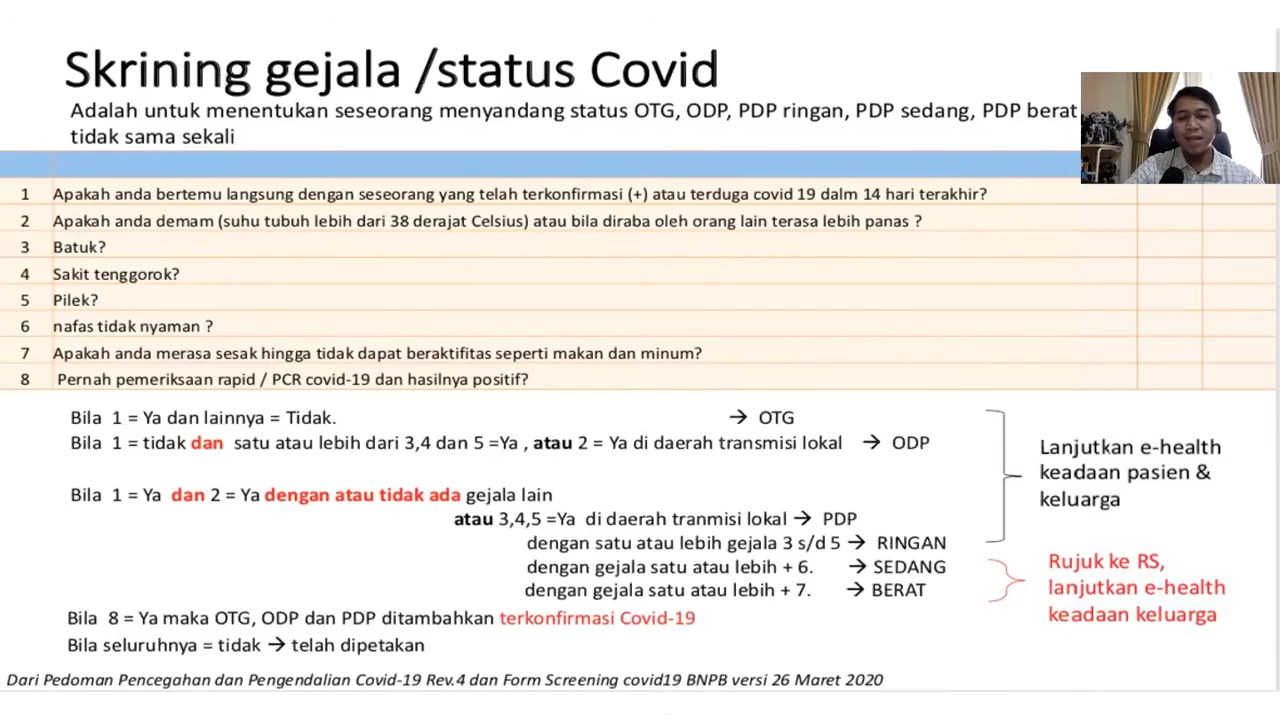 Skrining gejala /status Covid
Adalah untuk menentukan seseorang menyandang status OTG, ODP, PDP ringan, PDP sedang, PDP berat
tidak sama sekali
1 Apakah anda bertemu langsung dengan seseorang yang telah terkonfirmasi (+) atau terduga covid 19 dalm 14 hari terakhir?
2 Apakah anda demam (suhu tubuh lebih dari 38 derajat Celsius) atau bila diraba oleh orang lain terasa lebih panas ?
3 Batuk?
4 Sakit tenggorok?
5 Pilek?
6 nafas tidak nyaman ?
7 Apakah anda merasa sesak hingga tidak dapat beraktifitas seperti makan dan minum?
8 Pernah pemeriksaan rapid / PCR covid-19 dan hasilnya positif?
Bila 1 = Ya dan lainnya = Tidak. → OTG
Bila 1 = tidak dan satu atau lebih dari 3,4 dan 5 =Ya , atau 2 = Ya di daerah transmisi lokal → ODP
Bila 1 = Ya dan 2 = Ya dengan atau tidak ada gejala lain
atau 3,4,5 =Ya di daerah tranmisi lokal → PDP
dengan satu atau lebih gejala 3 s/d 5 → RINGAN
dengan gejala satu atau lebih + 6. → SEDANG
dengan gejala satu atau lebih + 7. → BERAT
Lanjutkan e-health
keadaan pasien &
keluarga
Rujuk ke RS,
lanjutkan e-health
keadaan keluarga
Bila 8 = Ya maka OTG, ODP dan PDP ditambahkan terkonfirmasi Covid-19
Bila seluruhnya = tidak → telah dipetakan
Dari Pedoman Pencegahan dan Pengendalian Covid-19 Rev.4 dan Form Screening covid19 BNPB versi 26 Maret 2020